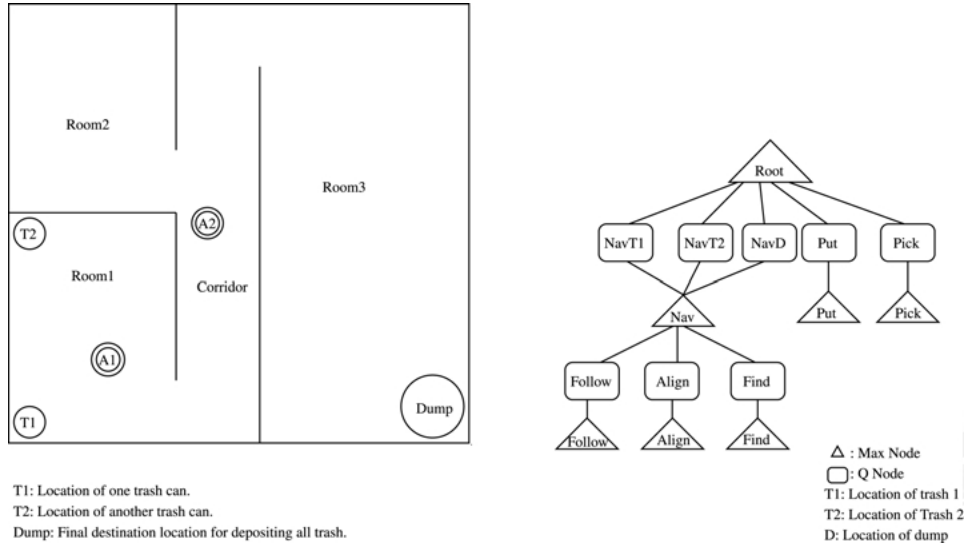 Room2
Room3
T2
A2
Room1
Corridor
A1
T1
Dump
T1: Location of one trash can.
T2: Location of another trash can.
Dump: Final destination location for depositing all trash.
Root
NavT1
NavT2
NavD
Put
Pick
Nav
Put
Pick
Follow
Align
Find
Follow
Align
Find
: Max Node
: Q Node
T1: Location of trash 1
T2: Location of Trash 2
D: Location of dump